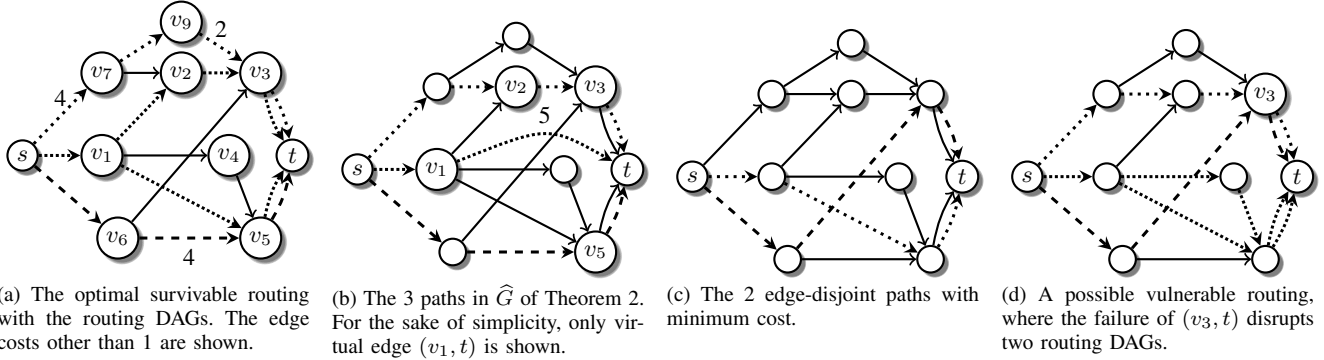 v9
2
v7
v2
v3
4
s
v1
v4
t
v6
4
v5
v2
v3
5
s
v1
t
v5
s
t
v3
s
t
(a) The optimal survivable routing
with the routing DAGs. The edge
costs other than 1 are shown.
(b) The 3 paths in Ĝ of Theorem 2.
For the sake of simplicity, only vir-
tual edge (v1, t) is shown.
(c) The 2 edge-disjoint paths with
minimum cost.
(d) A possible vulnerable routing,
where the failure of (v3, t) disrupts
two routing DAGs.